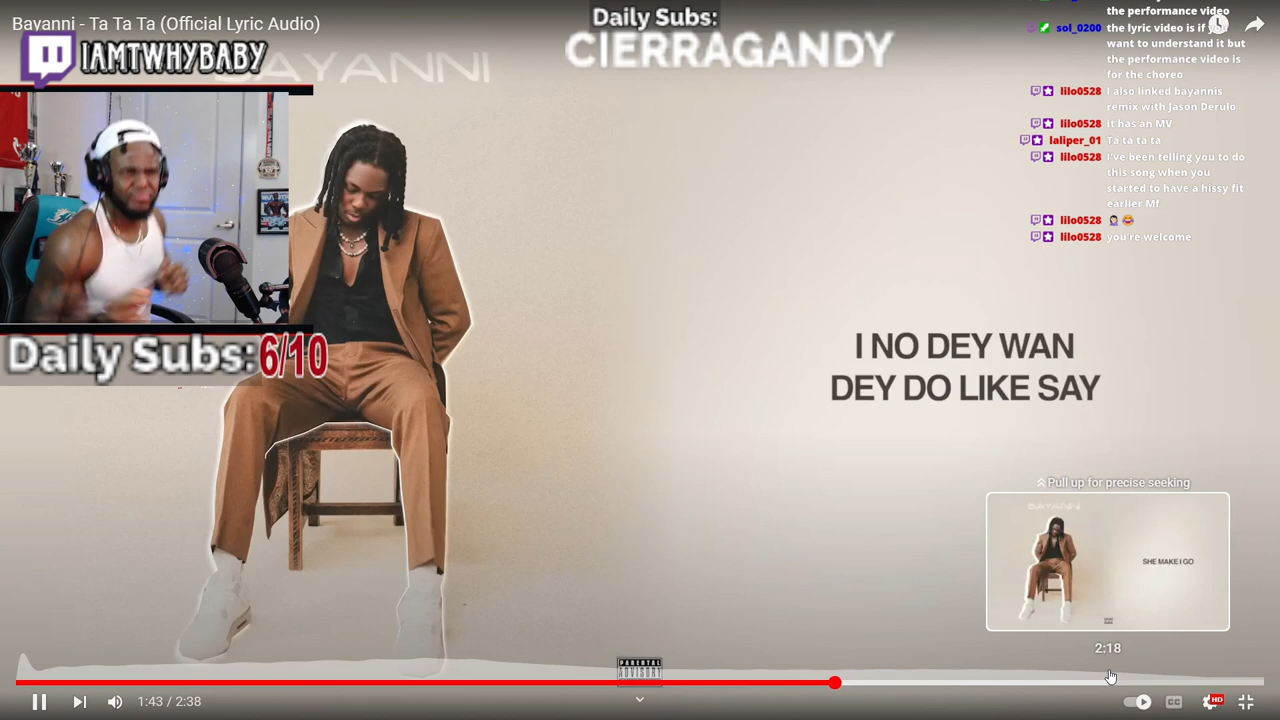 Bayanni - Ta Ta Ta (Official Lyric Audio)
IAMTWHYBABY
BAYANNI
Daily Subs:
CIERRAGANDY
the performance video
sol_0200 the lyric video is if you
want to understand it but
the performance video is
for the choreo
lilo0528 I also linked bayannis
remix with Jason Derulo
lilo0528 it has an MV
laliper_01 Ta ta ta ta
lilo0528 I've been telling you to do
this song when you
started to have a hissy fit
earlier Mf
lilo0528
lilo0528 you're welcome
Daily Subs: 6/10
I NO DEY WAN
DEY DO LIKE SAY
Pull up for precise seeking
BAYANNI
SHE MAKE I GO
2:18
PARENTAL
ADVISORY
1:43 / 2:38
CC
HD